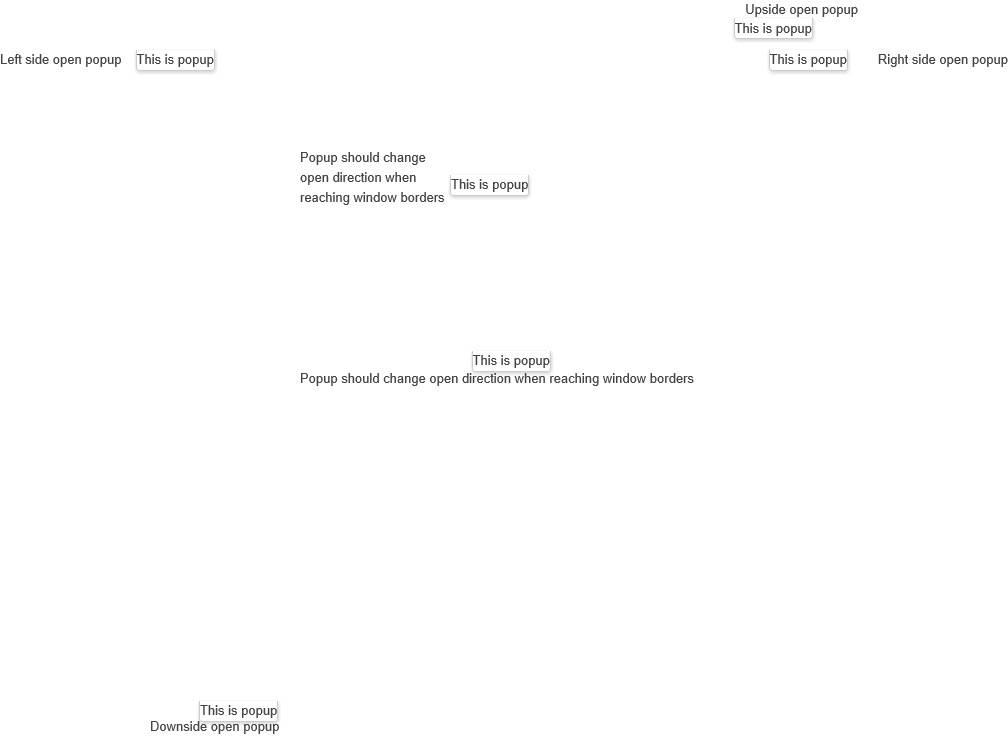 Upside open popup
This is popup
Left side open popup
This is popup
This is popup
Right side open popup
Popup should change
open direction when
reaching window borders
This is popup
This is popup
Popup should change open direction when reaching window borders
This is popup
Downside open popup